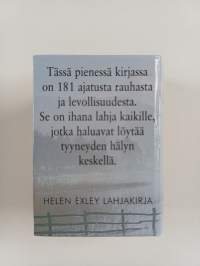 Tässä pienessä kirjassa
on 181 ajatusta rauhasta
ja levollisuudesta.
Se on ihana lahja kaikille,
jotka haluavat löytää
tyyneyden hälyn
keskellä.
HELEN EXLEY LAHJAKIRJA